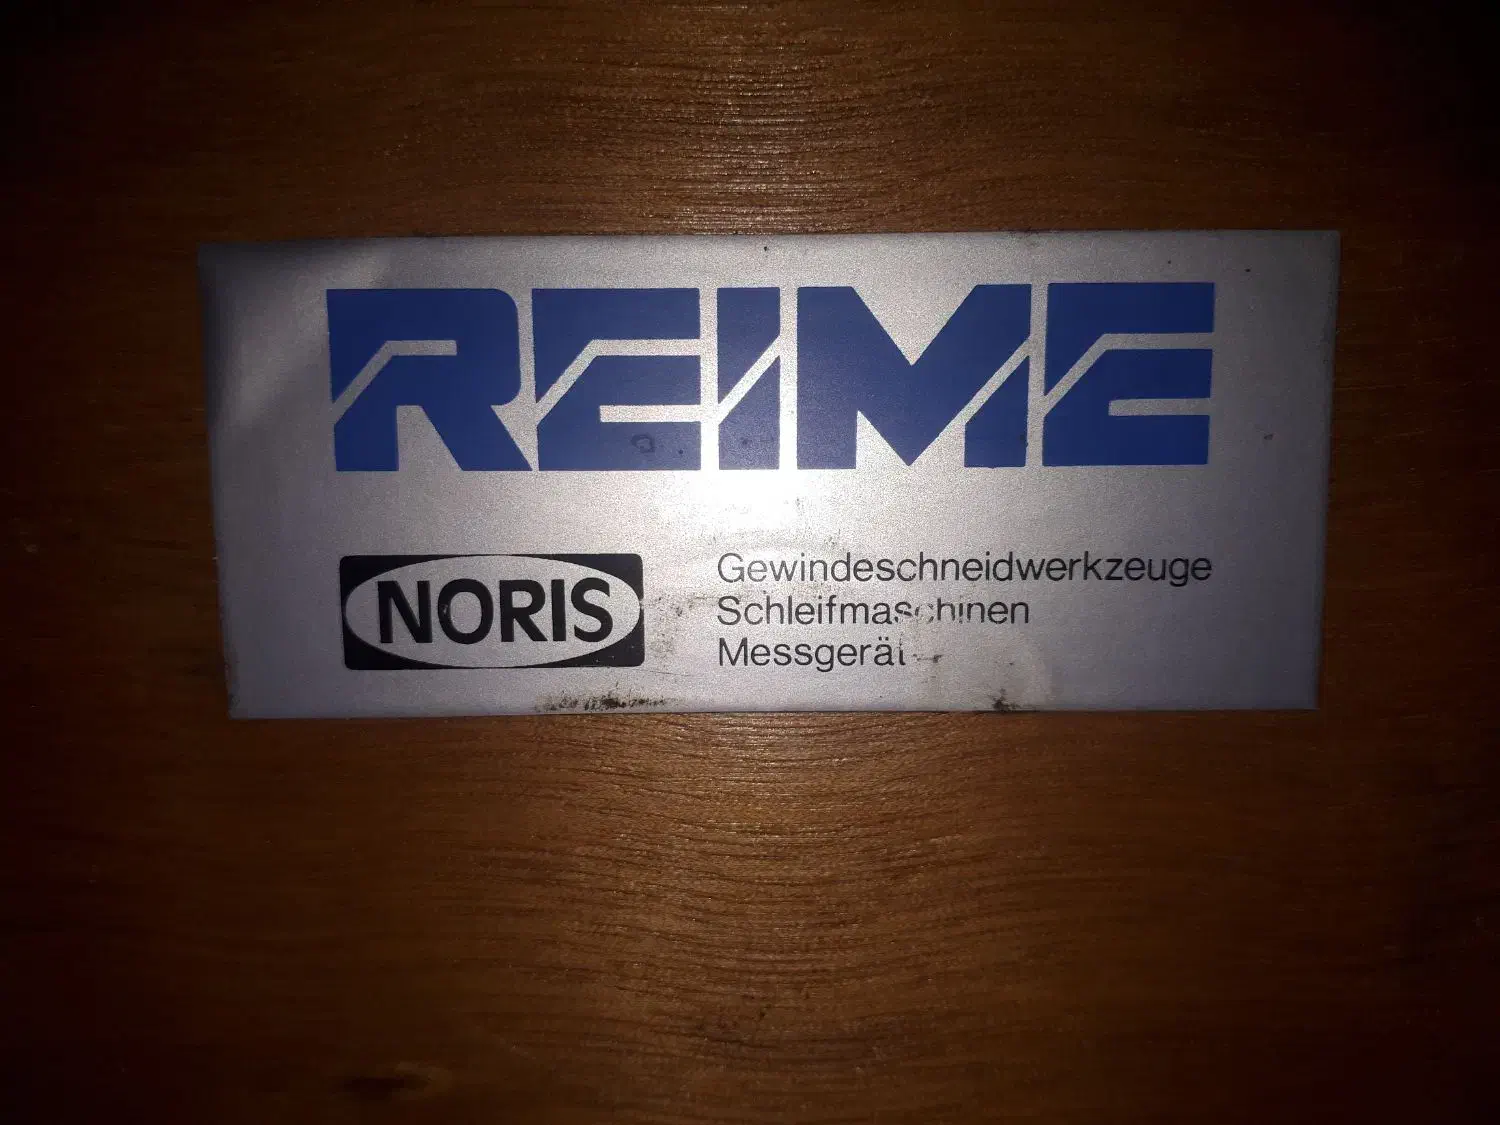 REIME
NORIS
Gewindeschneidwerkzeuge
Schleifmaschinen